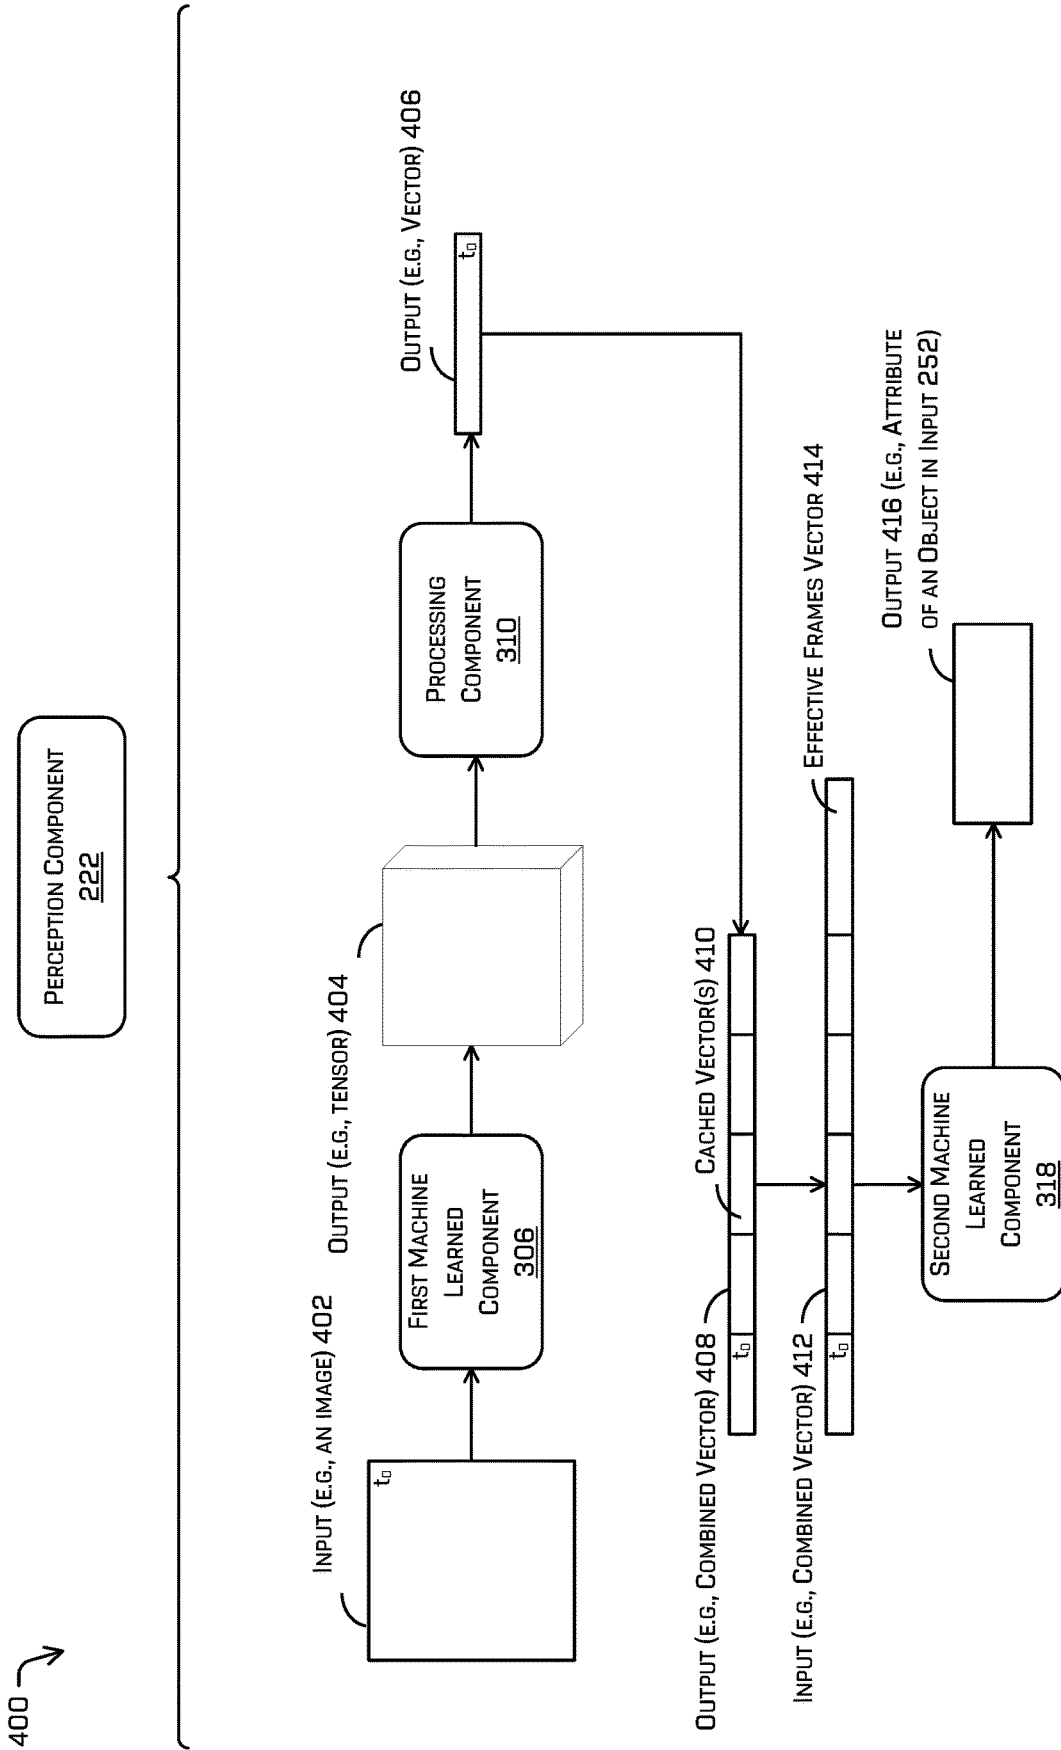 400
PERCEPTION COMPONENT
222
INPUT (E.G., AN IMAGE) 402
t₀
FIRST MACHINE
LEARNED
COMPONENT
306
OUTPUT (E.G., TENSOR) 404
PROCESSING
COMPONENT
310
OUTPUT (E.G., VECTOR) 406
t₀
OUTPUT (E.G., COMBINED VECTOR) 408
t₀
CACHED VECTOR(S) 410
INPUT (E.G., COMBINED VECTOR) 412
t₀
EFFECTIVE FRAMES VECTOR 414
SECOND MACHINE
LEARNED
COMPONENT
318
OUTPUT 416 (E.G., ATTRIBUTE
OF AN OBJECT IN INPUT 252)